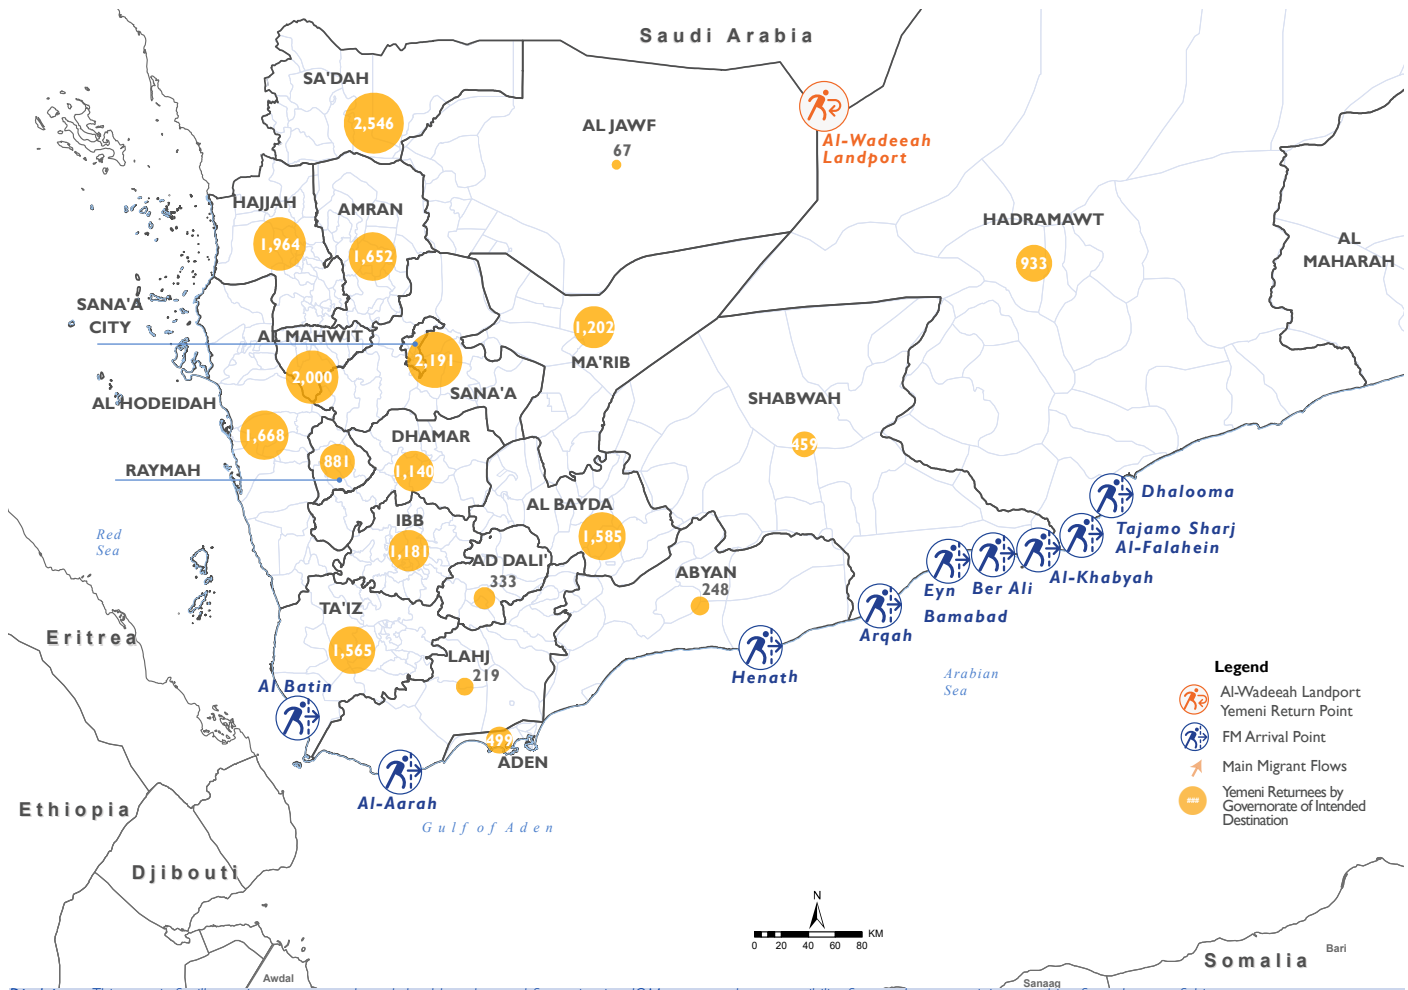 Saudi Arabia
SA'DAH
2,546
AL JAWF
67
Al-Wadeeah
Landport
HAJJAH
1,964
AMRAN
1,652
HADRAMAWT
933
AL
MAHARAH
SANA'A
CITY
AL MAHWIT
2,000
2,191
SANA'A
1,202
MA'RIB
AL HODEIDAH
1,668
SHABWAH
459
RAYMAH
881
DHAMAR
1,140
AL BAYDA
1,585
IBB
1,181
AD DALI'
333
ABYAN
248
Red
Sea
TA'IZ
1,565
LAHJ
219
499
ADEN
Eritrea
Ethiopia
Djibouti
Al Batin
Al-Aarah
Gulf of Aden
Henath
Arqah
Eyn
Bamabad
Ber Ali
Al-Khabyah
Tajamo Sharj
Al-Falahein
Dhalooma
Arabian
Sea
Legend
Al-Wadeeah Landport
Yemeni Return Point
FM Arrival Point
Main Migrant Flows
###
Yemeni Returnees by
Governorate of Intended
Destination
N
0 20 40 60 80 KM
Somalia
Bari
Sanaag
Awdal